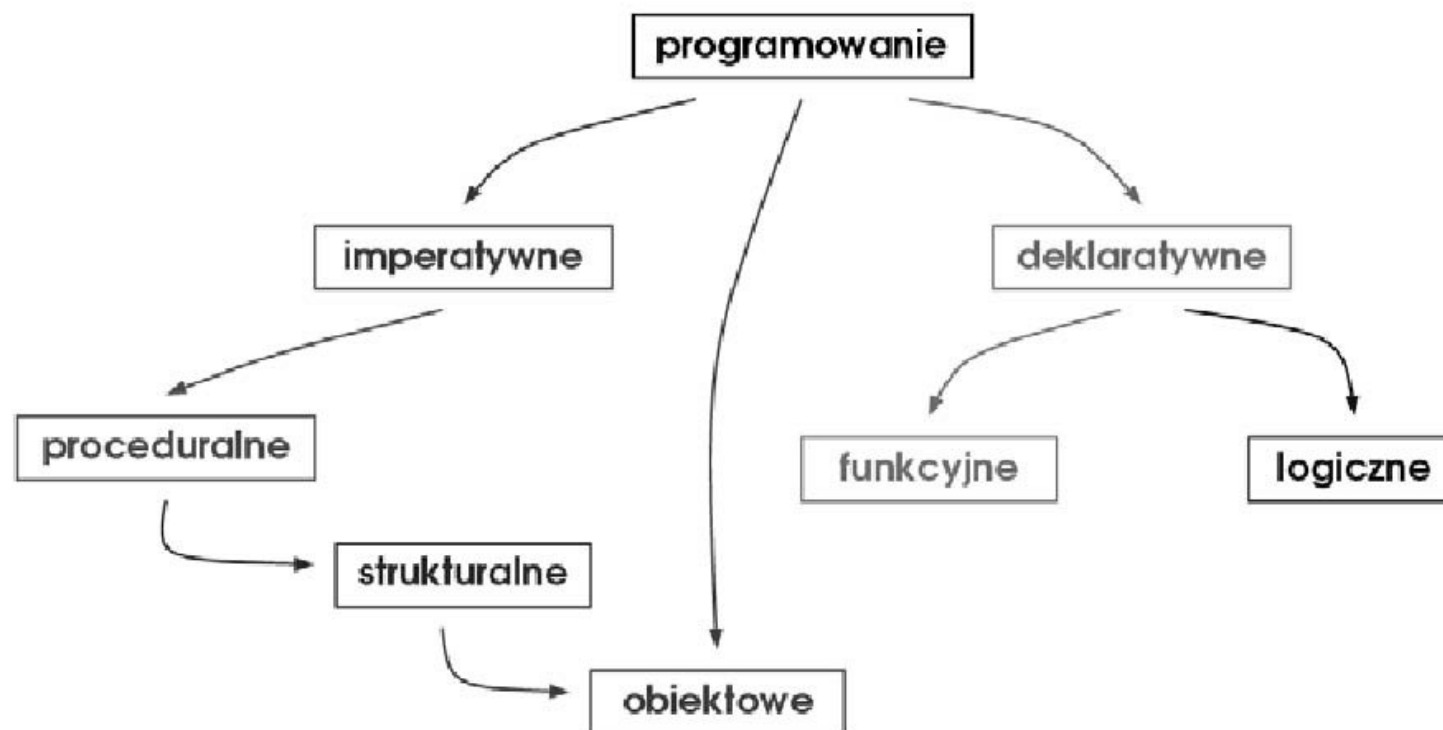 programowanie
imperatywne
deklaratywne
proceduralne
funkcyjne
logiczne
strukturalne
obiektowe